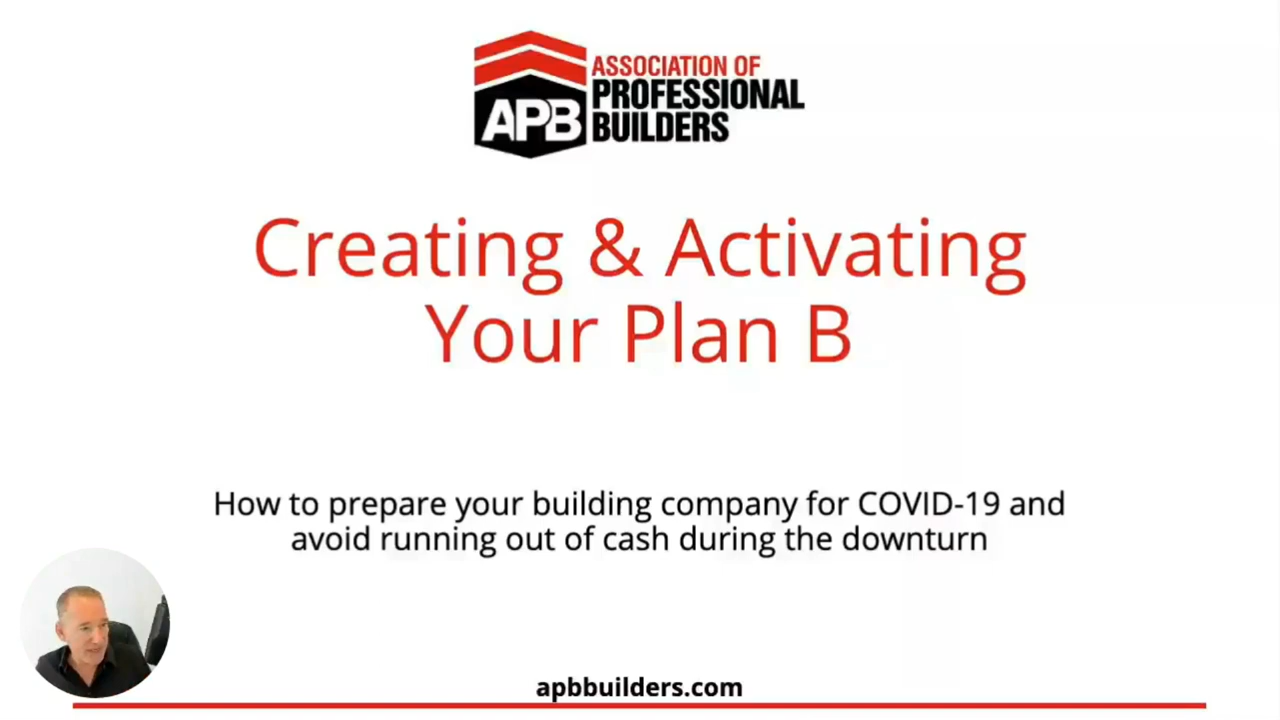 APB
ASSOCIATION OF
PROFESSIONAL
BUILDERS
Creating & Activating
Your Plan B
How to prepare your building company for COVID-19 and
avoid running out of cash during the downturn
apbbuilders.com